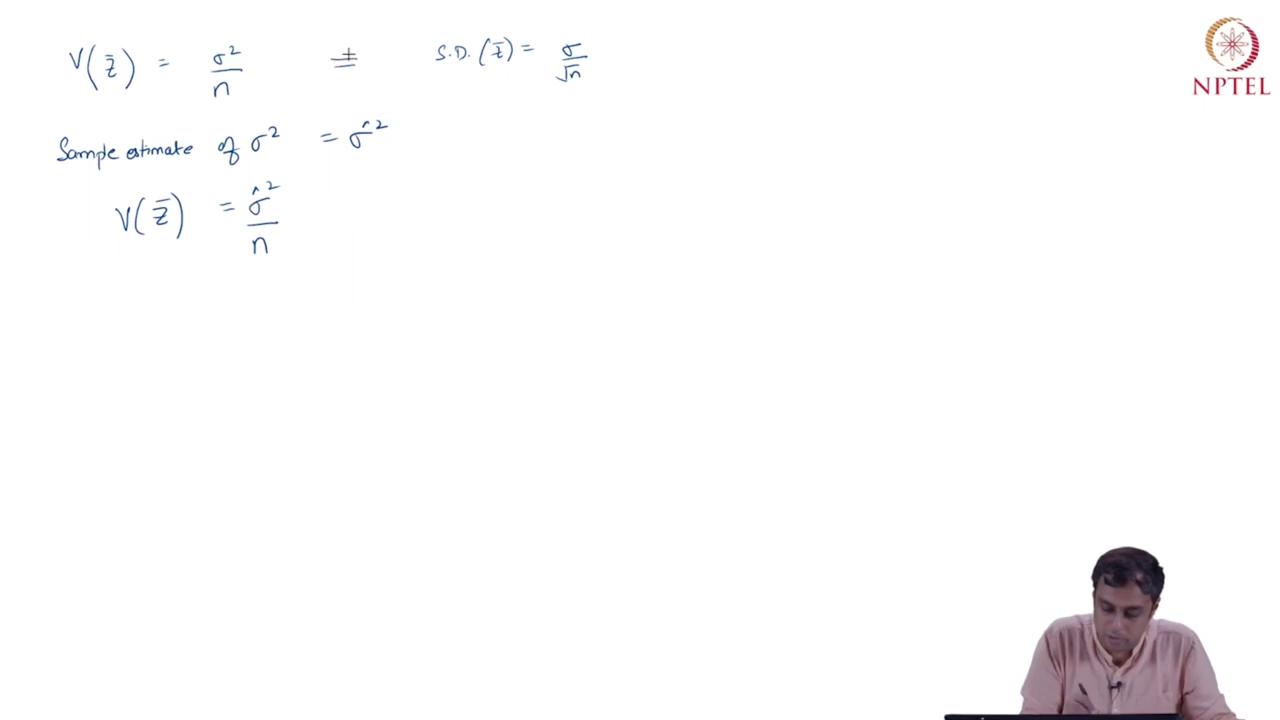 V(z̄) = σ²/n ± S.D.(z̄) = σ/√n
NPTEL
Sample estimate of σ² = σ̂²
V(z̄) = σ̂²/n